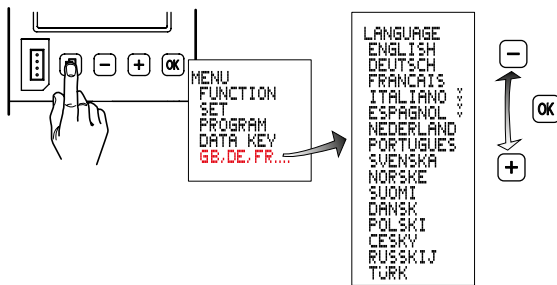 −
+
OK
MENU
FUNCTION
SET
PROGRAM
DATA KEY
GB,DE,FR....
LANGUAGE
ENGLISH
DEUTSCH
FRANCAIS
ITALIANO
ESPAGNOL
NEDERLAND
PORTUGUES
SVENSKA
NORSKE
SUOMI
DANSK
POLSKI
CESKY
RUSSKIJ
TURK
−
OK
+